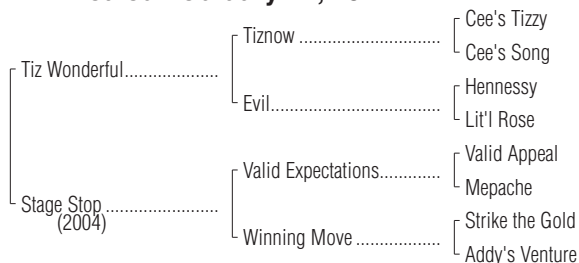 Tiz Wonderful.....................
Stage Stop.........................
(2004)
Tiznow................................
Evil.......................................
Valid Expectations.............
Winning Move...................
Cee's Tizzy
Cee's Song
Hennessy
Lit'l Rose
Valid Appeal
Mepache
Strike the Gold
Addy's Venture